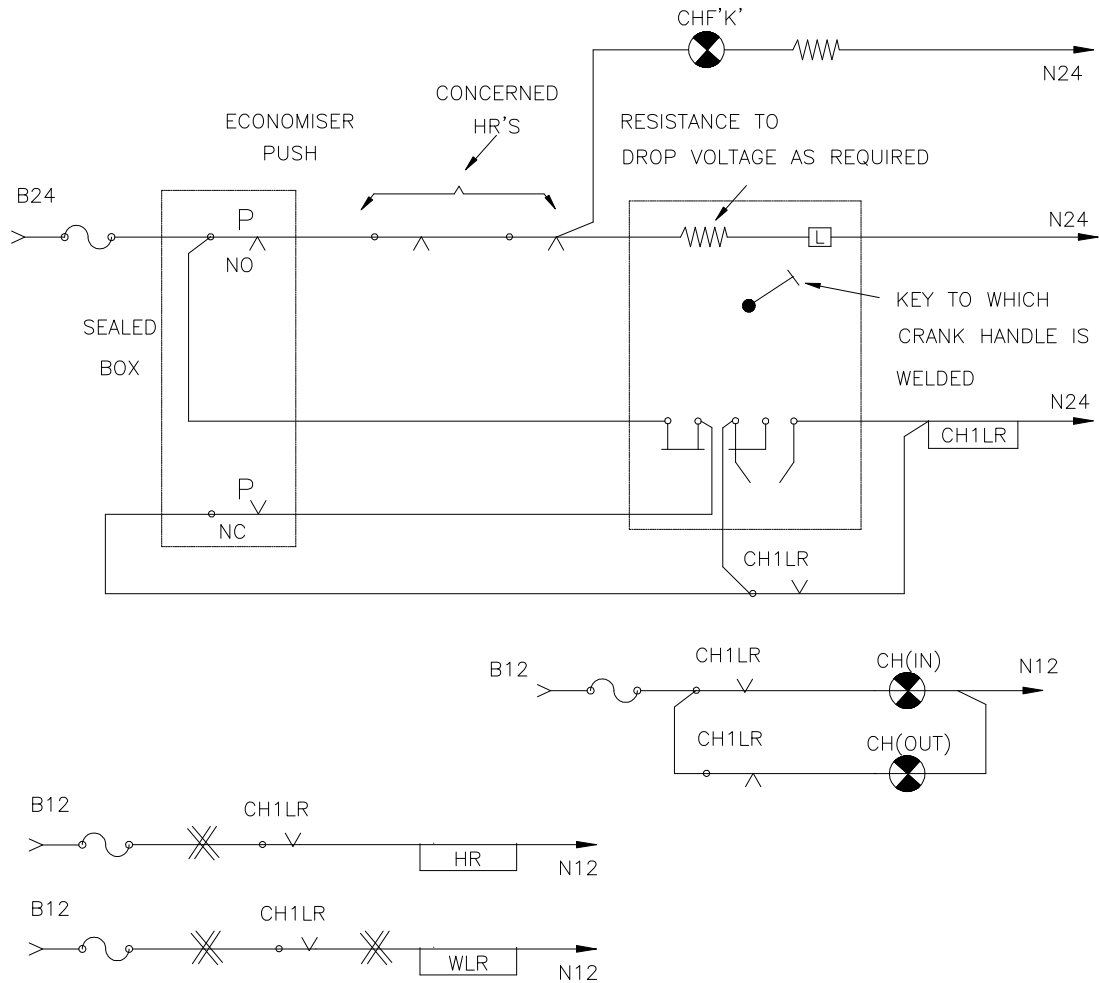 CHF'K'
N24
CONCERNED
HR'S
ECONOMISER
PUSH
RESISTANCE TO
DROP VOLTAGE AS REQUIRED
B24
P
NO
L
N24
SEALED
BOX
KEY TO WHICH
CRANK HANDLE IS
WELDED
N24
CH1LR
P
NC
CH1LR
B12
CH1LR
CH(IN)
N12
CH1LR
CH(OUT)
B12
CH1LR
HR
N12
B12
CH1LR
WLR
N12